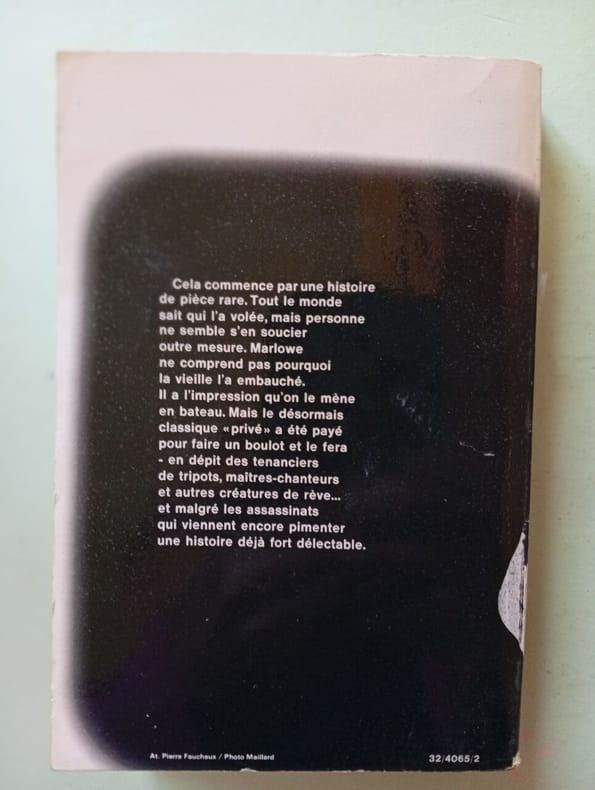 Cela commence par une histoire
de pièce rare. Tout le monde
sait qui l'a volée, mais personne
ne semble s'en soucier
outre mesure. Marlowe
ne comprend pas pourquoi
la vieille l'a embauché.
Il a l'impression qu'on le mène
en bateau. Mais le désormais
classique «privé» a été payé
pour faire un boulot et le fera
- en dépit des tenanciers
de tripots, maîtres-chanteurs
et autres créatures de rêve...
et malgré les assassinats
qui viennent encore pimenter
une histoire déjà fort délectable.
At. Pierre Faucheux / Photo Maillard
32/4065/2